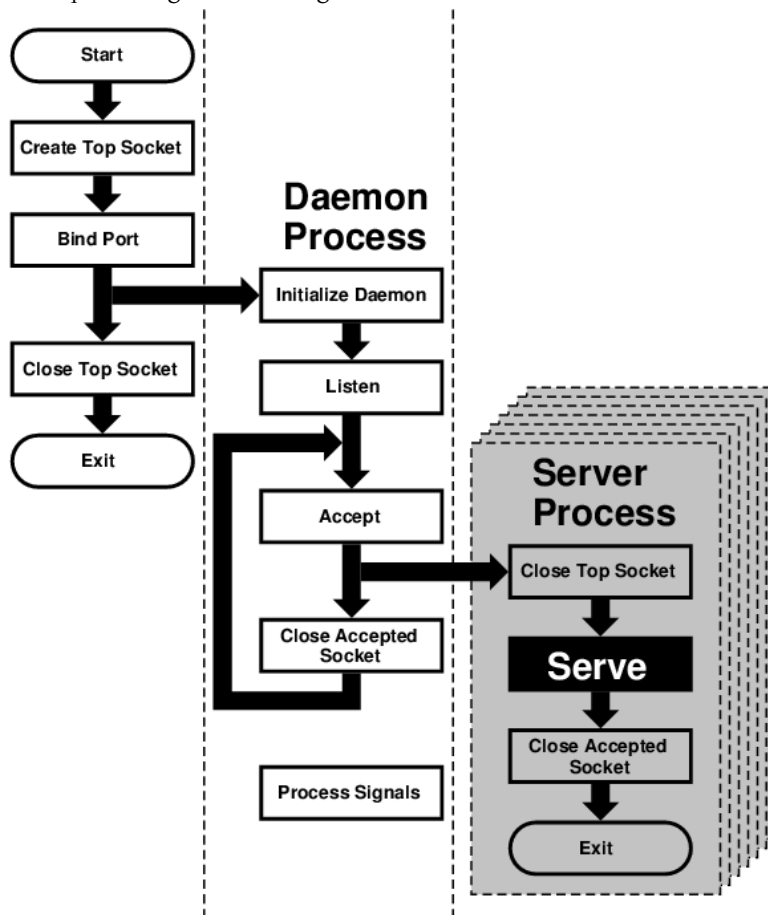 Start
Create Top Socket
Bind Port
Close Top Socket
Exit
Daemon
Process
Initialize Daemon
Listen
Accept
Close Accepted
Socket
Process Signals
Server
Process
Close Top Socket
Serve
Close Accepted
Socket
Exit